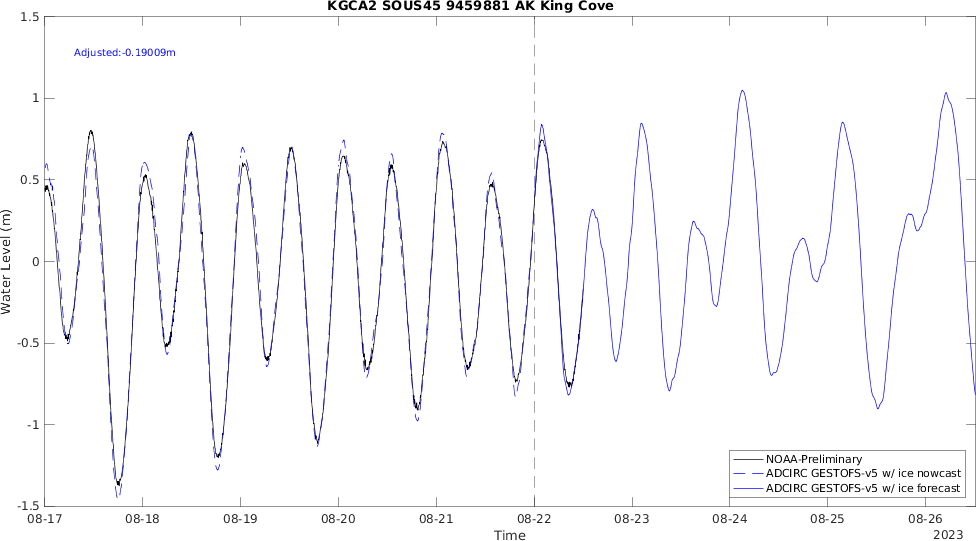 KGCA2 SOUS45 9459881 AK King Cove
1.5
Adjusted:-0.19009m
1
0.5
0
-0.5
-1
-1.5
Water Level (m)
NOAA-Preliminary
ADCIRC GESTOFS-v5 w/ ice nowcast
ADCIRC GESTOFS-v5 w/ ice forecast
08-17 08-18 08-19 08-20 08-21 08-22 08-23 08-24 08-25 08-26
Time
2023